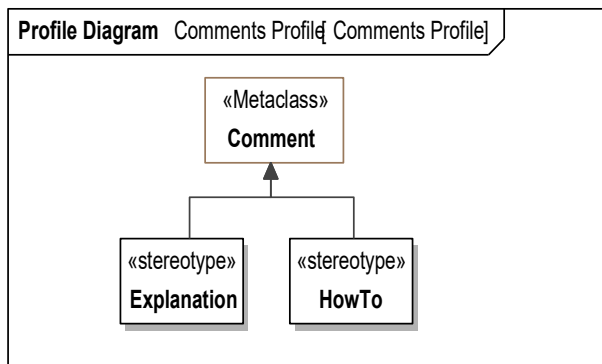 Profile Diagram Comments Profile[ Comments Profile]
«Metaclass»
Comment
«stereotype» «stereotype»
Explanation HowTo